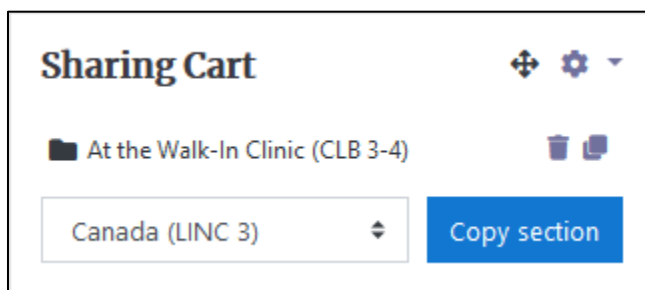 Sharing Cart
At the Walk-In Clinic (CLB 3-4)
Canada (LINC 3)
Copy section